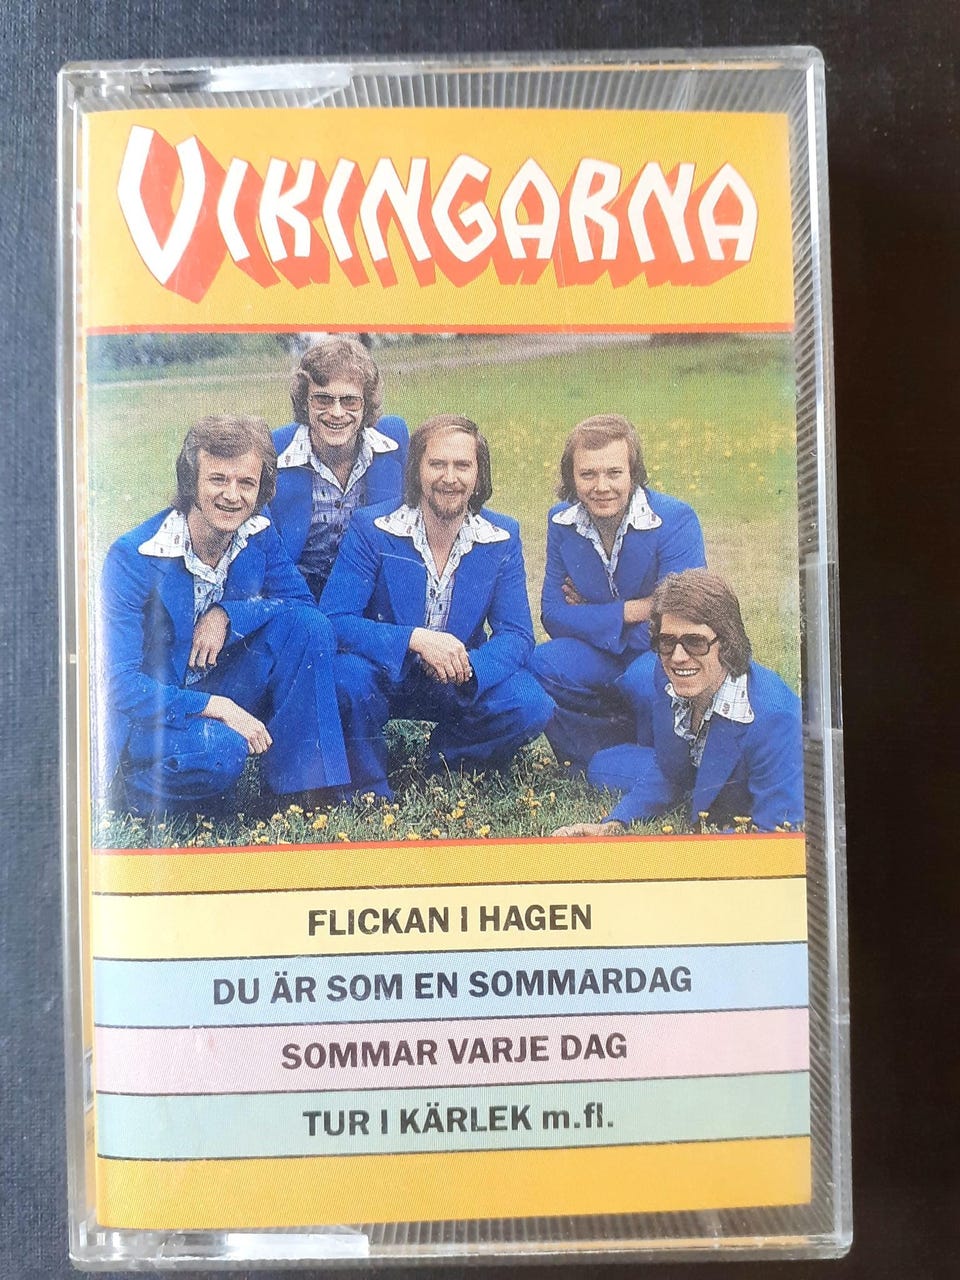 VIKINGARNA
FLICKAN I HAGEN
DU ÄR SOM EN SOMMARDAG
SOMMAR VARJE DAG
TUR I KÄRLEK m.fl.